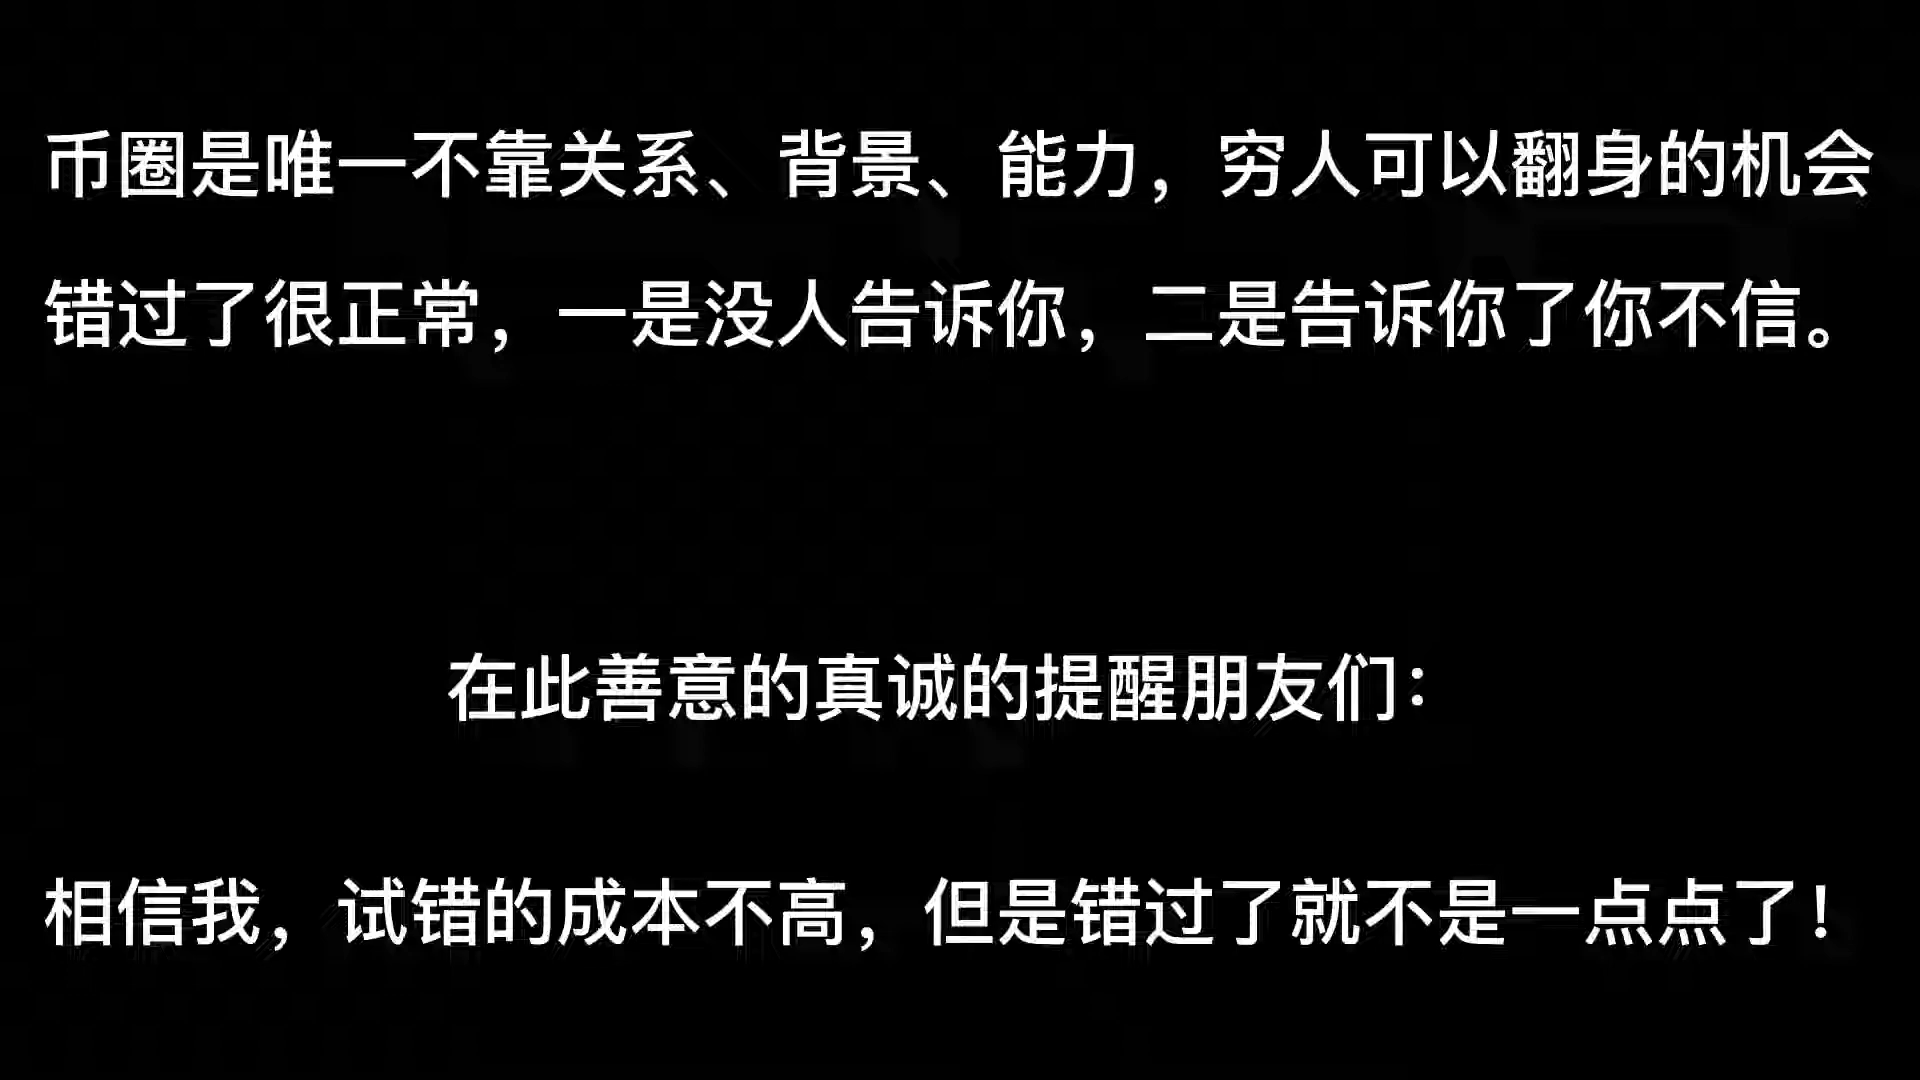 币圈是唯一不靠关系、背景、能力，穷人可以翻身的机会
错过了很正常，一是没人告诉你，二是告诉你了你不信。
在此善意的真诚的提醒朋友们：
相信我，试错的成本不高，但是错过了就不是一点点了！